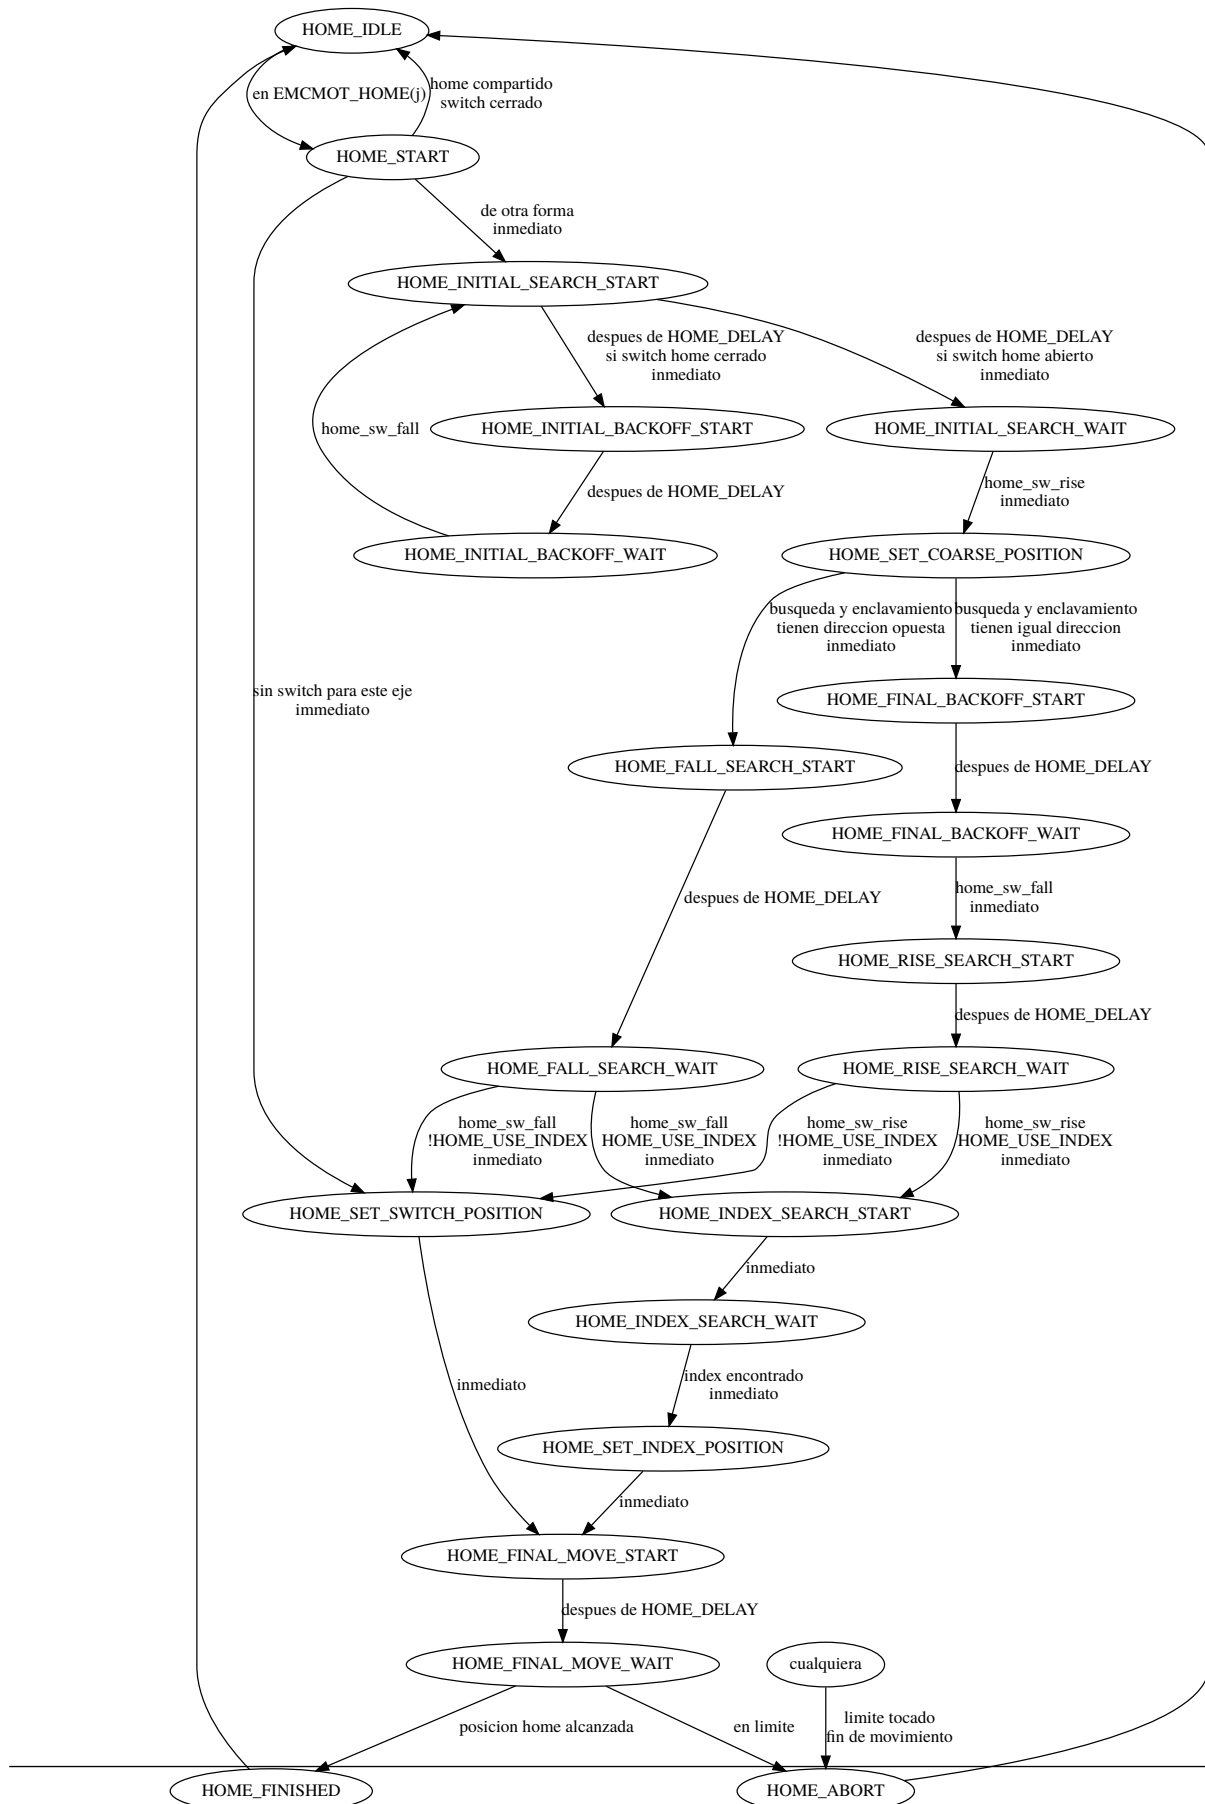 HOME_IDLE
en EMCMOT_HOME(j)
home compartido
switch cerrado
HOME_START
de otra forma
inmediato
HOME_INITIAL_SEARCH_START
despues de HOME_DELAY
si switch home cerrado
inmediato
despues de HOME_DELAY
si switch home abierto
inmediato
home_sw_fall
HOME_INITIAL_BACKOFF_START
HOME_INITIAL_SEARCH_WAIT
despues de HOME_DELAY
home_sw_rise
inmediato
HOME_INITIAL_BACKOFF_WAIT
HOME_SET_COARSE_POSITION
busqueda y enclavamiento
tienen direccion opuesta
inmediato
busqueda y enclavamiento
tienen igual direccion
inmediato
sin switch para este eje
immediato
HOME_FINAL_BACKOFF_START
HOME_FALL_SEARCH_START
despues de HOME_DELAY
HOME_FINAL_BACKOFF_WAIT
despues de HOME_DELAY
home_sw_fall
inmediato
HOME_RISE_SEARCH_START
despues de HOME_DELAY
HOME_FALL_SEARCH_WAIT
HOME_RISE_SEARCH_WAIT
home_sw_fall
!HOME_USE_INDEX
inmediato
home_sw_fall
HOME_USE_INDEX
inmediato
home_sw_rise
!HOME_USE_INDEX
inmediato
home_sw_rise
HOME_USE_INDEX
inmediato
HOME_SET_SWITCH_POSITION
HOME_INDEX_SEARCH_START
inmediato
HOME_INDEX_SEARCH_WAIT
inmediato
index encontrado
inmediato
HOME_SET_INDEX_POSITION
inmediato
HOME_FINAL_MOVE_START
despues de HOME_DELAY
HOME_FINAL_MOVE_WAIT
cualquiera
posicion home alcanzada
en limite
limite tocado
fin de movimiento
HOME_FINISHED
HOME_ABORT